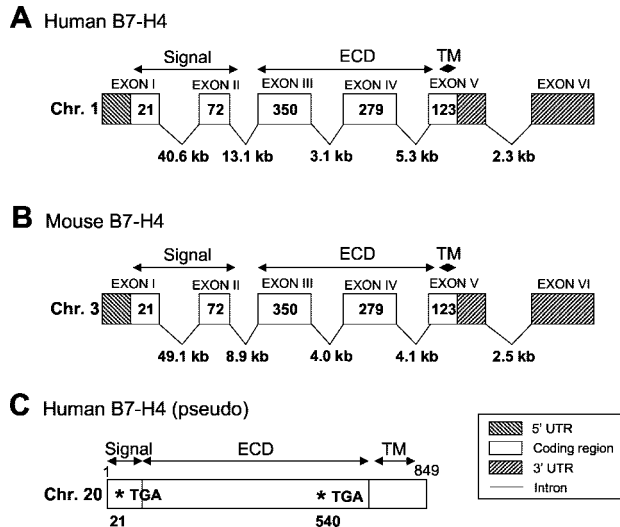 A Human B7-H4
Signal ECD TM
EXON I EXON II EXON III EXON IV EXON V EXON VI
Chr. 1 21 72 350 279 123
40.6 kb 13.1 kb 3.1 kb 5.3 kb 2.3 kb
B Mouse B7-H4
Signal ECD TM
EXON I EXON II EXON III EXON IV EXON V EXON VI
Chr. 3 21 72 350 279 123
49.1 kb 8.9 kb 4.0 kb 4.1 kb 2.5 kb
C Human B7-H4 (pseudo)
Signal ECD TM
1 849
Chr. 20 * TGA * TGA
21 540
5' UTR
Coding region
3' UTR
Intron